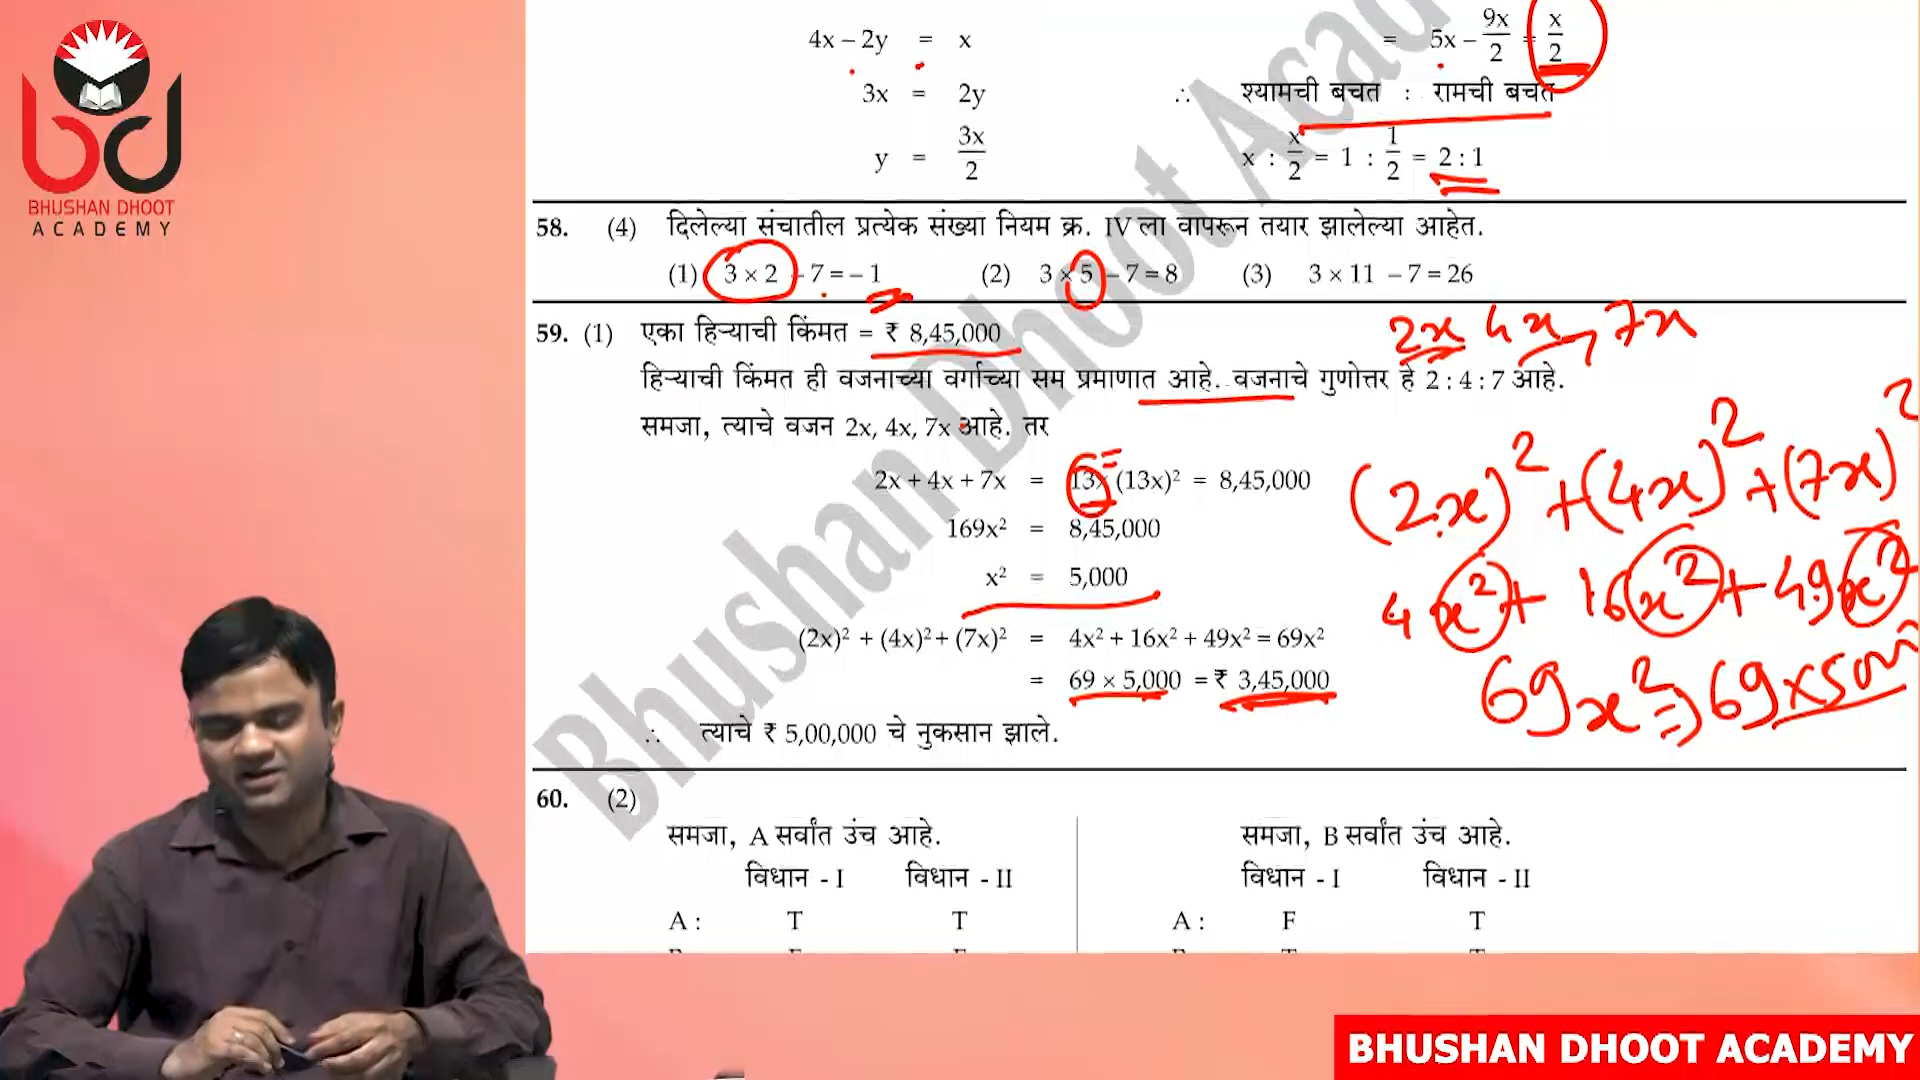 4x – 2y = x
3x = 2y
y = 3x/2
= 5x – 9x/2 = x/2
∴ श्यामची बचत : रामची बचत
x : x/2 = 1 : 1/2 = 2 : 1
58. (4) दिलेल्या संचातील प्रत्येक संख्या नियम क्र. IV ला वापरून तयार झालेल्या आहेत.
(1) 3 × 2 – 7 = – 1 (2) 3 × 5 – 7 = 8 (3) 3 × 11 – 7 = 26
59. (1) एका हिऱ्याची किंमत = ₹ 8,45,000
2x 4x, 7x
हिऱ्याची किंमत ही वजनाच्या वर्गाच्या सम प्रमाणात आहे. वजनाचे गुणोत्तर हे 2 : 4 : 7 आहे.
समजा, त्याचे वजन 2x, 4x, 7x आहे. तर
2x + 4x + 7x = 13x (13x)² = 8,45,000
169x² = 8,45,000
x² = 5,000
(2x)² + (4x)² + (7x)² = 4x² + 16x² + 49x² = 69x²
= 69 × 5,000 = ₹ 3,45,000
∴ त्याचे ₹ 5,00,000 चे नुकसान झाले.
(2x)² + (4x)² + (7x)²
4x² + 16x² + 49x²
69x² ⇒ 69×5000
60. (2)
समजा, A सर्वांत उंच आहे.
विधान - I विधान - II
A : T T
समजा, B सर्वांत उंच आहे.
विधान - I विधान - II
A : F T
Bhushan Dhoot Acad
bd
BHUSHAN DHOOT
ACADEMY
BHUSHAN DHOOT ACADEMY